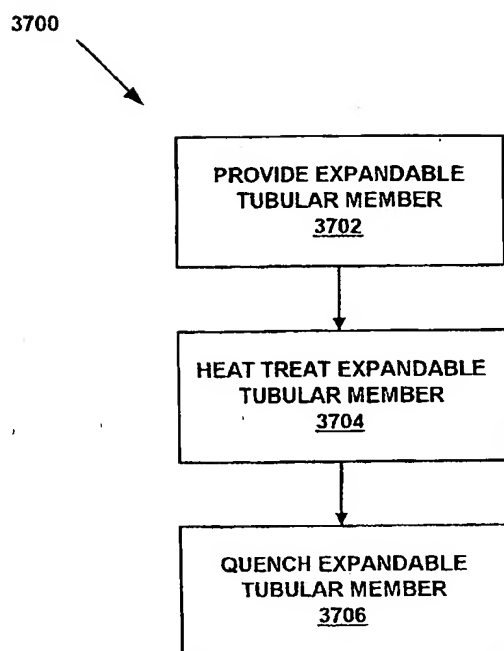 3700
PROVIDE EXPANDABLE
TUBULAR MEMBER
3702
HEAT TREAT EXPANDABLE
TUBULAR MEMBER
3704
QUENCH EXPANDABLE
TUBULAR MEMBER
3706